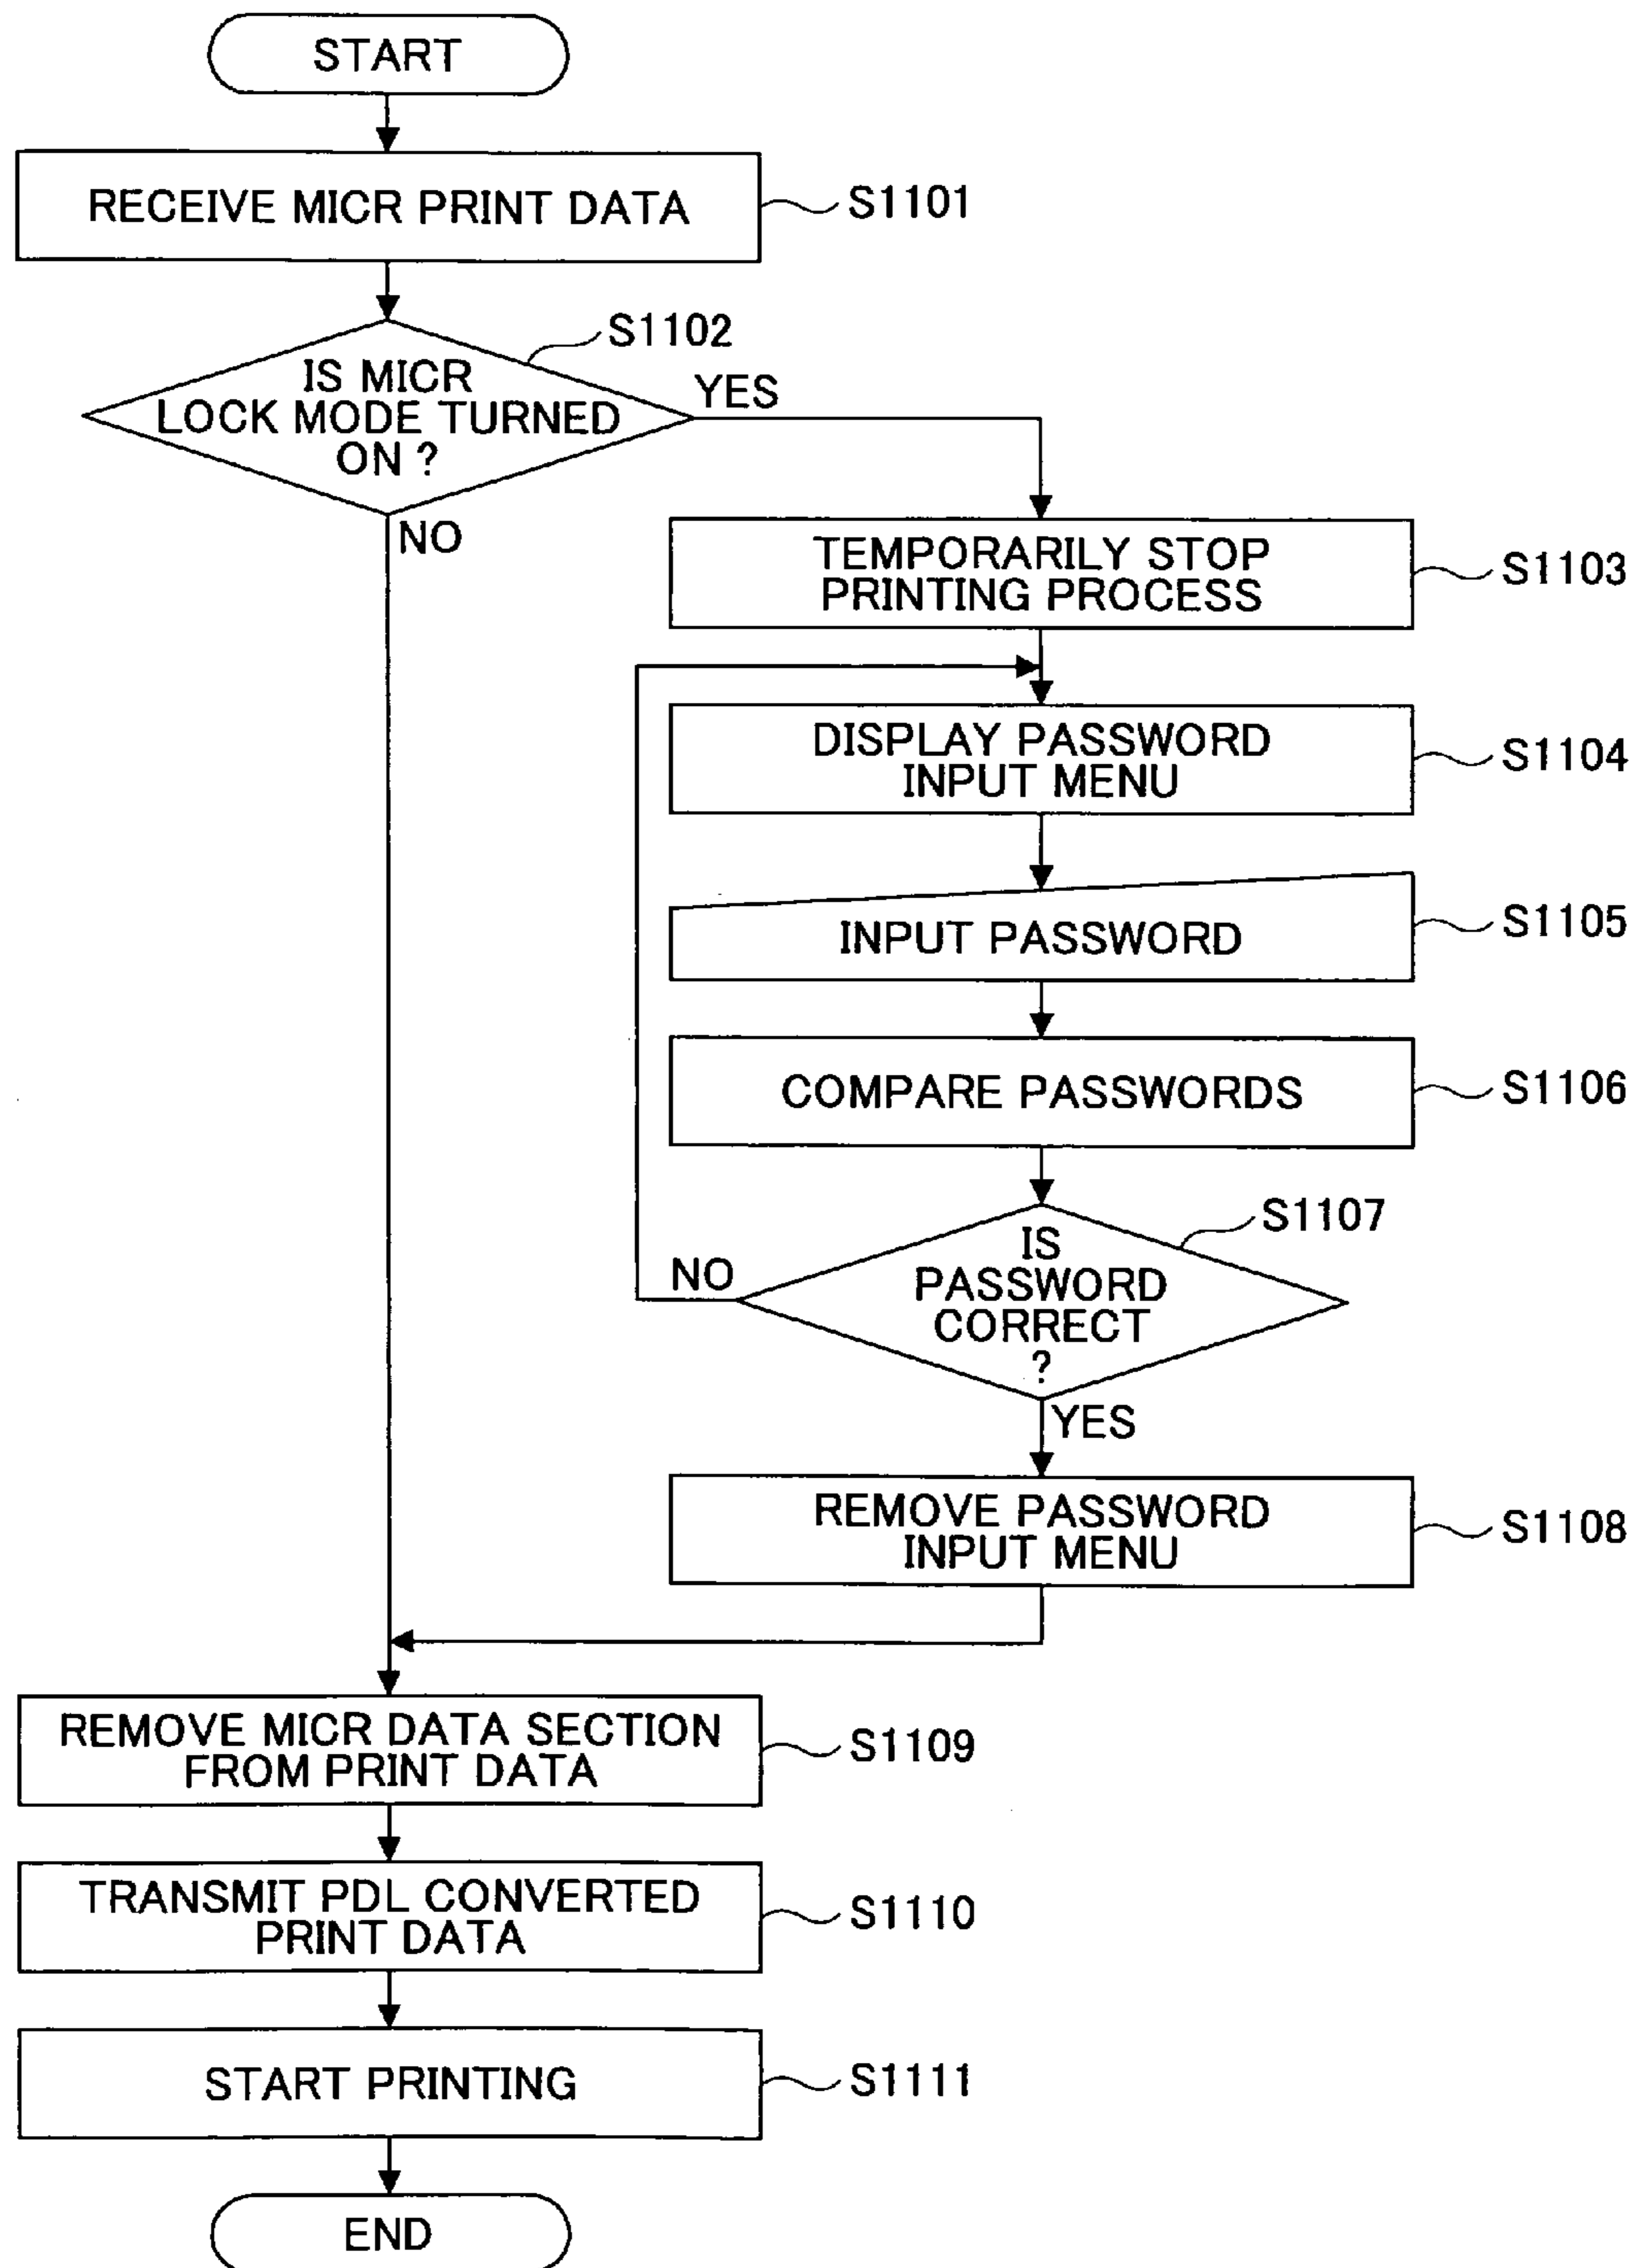 START
RECEIVE MICR PRINT DATA
S1101
S1102
IS MICR
LOCK MODE TURNED
ON ?
YES
NO
TEMPORARILY STOP
PRINTING PROCESS
S1103
DISPLAY PASSWORD
INPUT MENU
S1104
INPUT PASSWORD
S1105
COMPARE PASSWORDS
S1106
S1107
IS
PASSWORD
CORRECT
?
NO
YES
REMOVE PASSWORD
INPUT MENU
S1108
REMOVE MICR DATA SECTION
FROM PRINT DATA
S1109
TRANSMIT PDL CONVERTED
PRINT DATA
S1110
START PRINTING
S1111
END